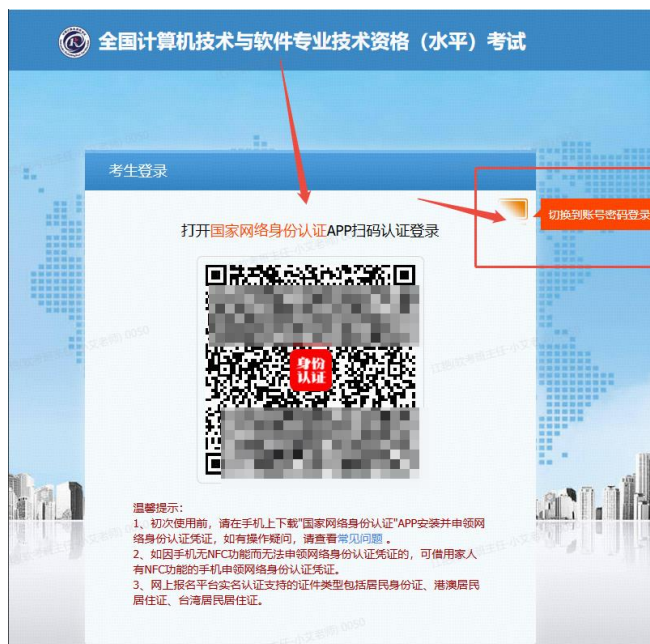 全国计算机技术与软件专业技术资格（水平）考试
考生登录
切换到账号密码登录
打开国家网络身份认证APP扫码认证登录
身份
认证
温馨提示：
1、初次使用前，请在手机上下载"国家网络身份认证"APP安装并申领网
络身份认证凭证，如有操作疑问，请查看常见问题 。
2、如因手机无NFC功能而无法申领网络身份认证凭证的，可借用家人
有NFC功能的手机申领网络身份认证凭证。
3、网上报名平台实名认证支持的证件类型包括居民身份证、港澳居民
居住证、台湾居民居住证。